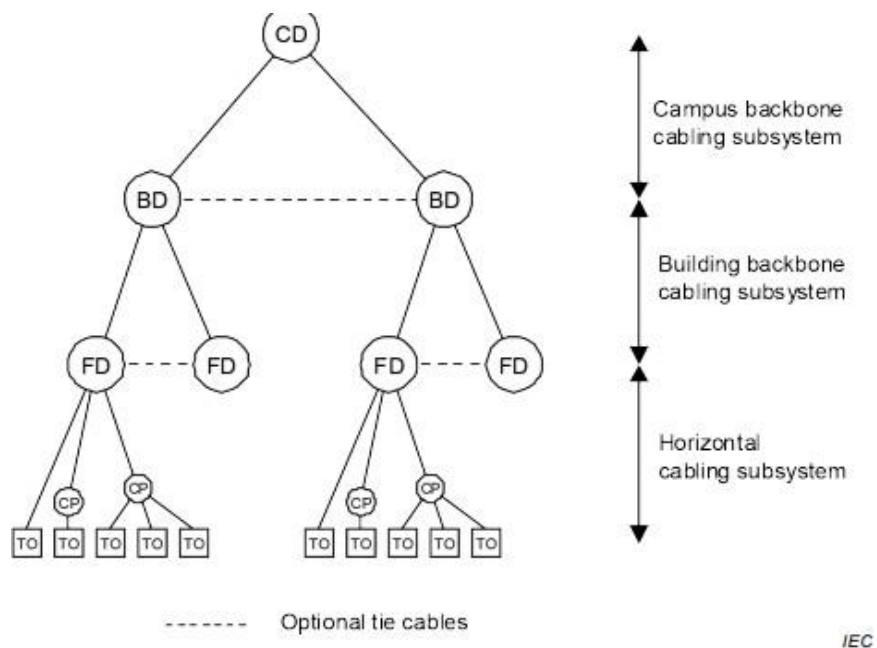 CD
Campus backbone
cabling subsystem
BD
BD
Building backbone
cabling subsystem
FD
FD
FD
FD
Horizontal
cabling subsystem
CP
CP
CP
CP
TO
TO
TO
TO
TO
TO
TO
TO
TO
TO
Optional tie cables
IEC